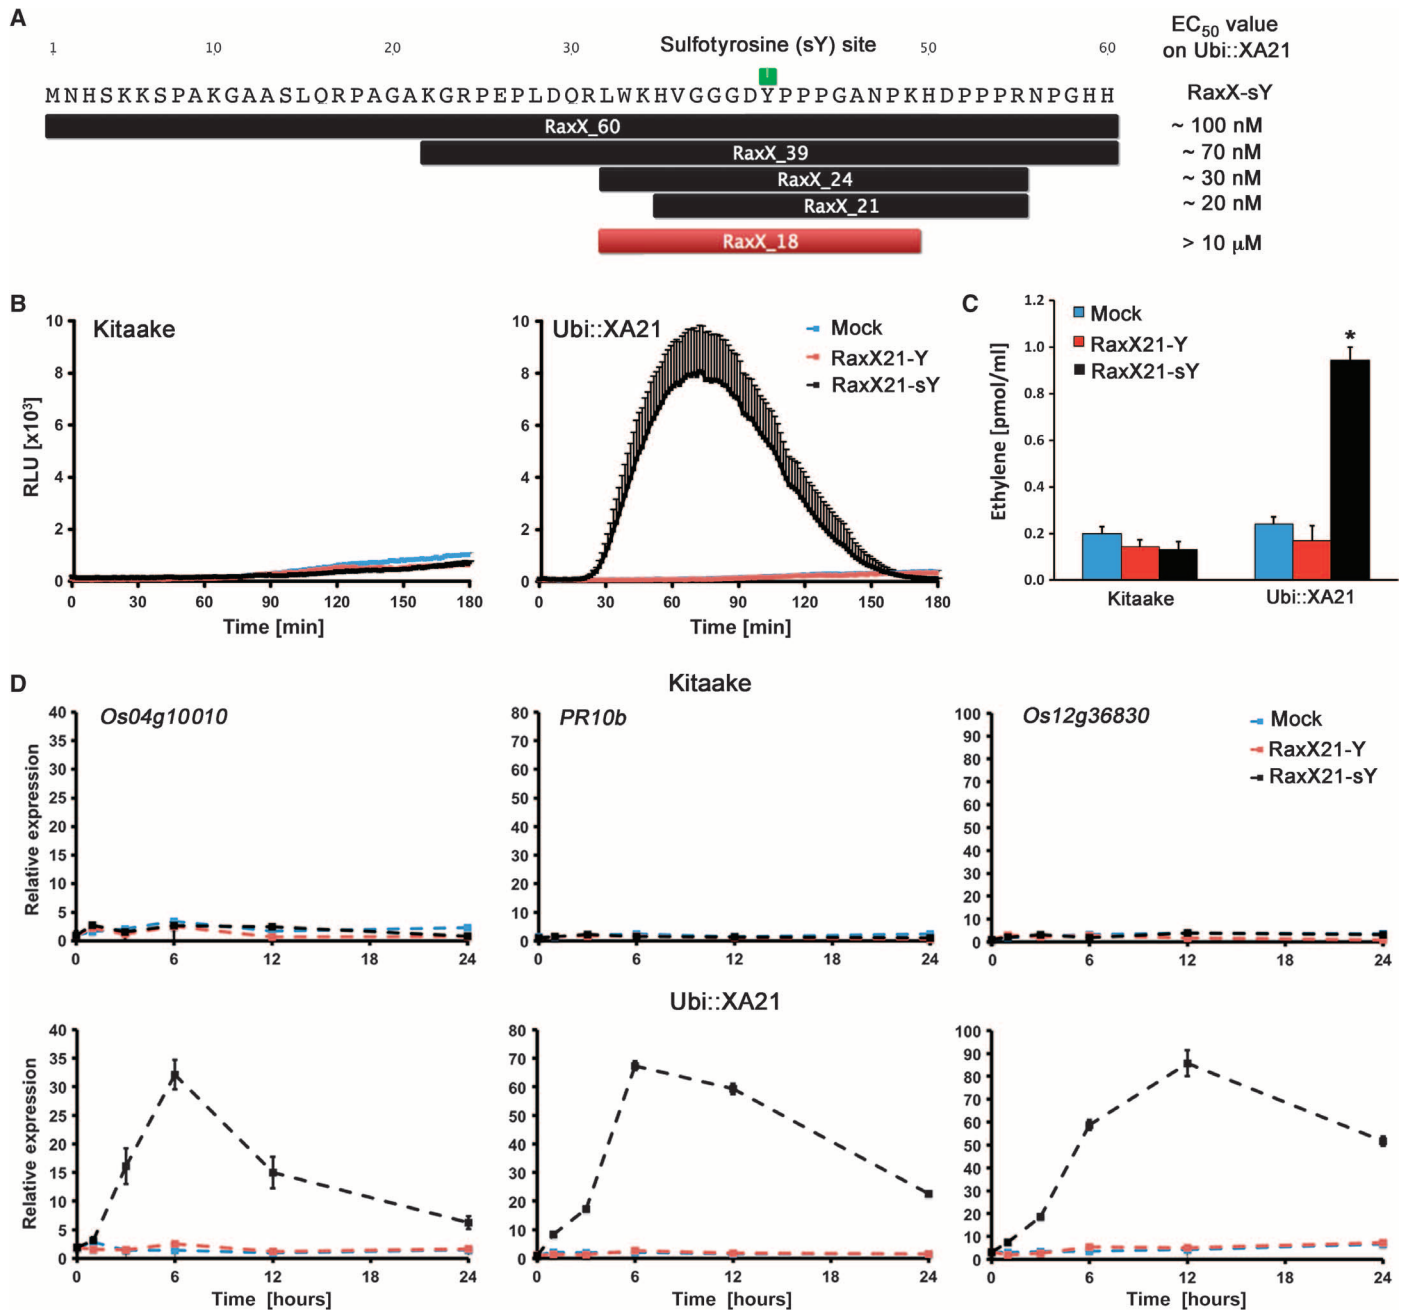 A
1 10 20 30 Sulfotyrosine (sY) site 50 60
EC50 value
on Ubi::XA21
MNHSKKSPAKGAASLQRPAGAKGRPEPLDQRLWKHVGGGDYPPPGANPKHDPPPRNPGHH
RaxX-sY
RaxX_60 ~ 100 nM
RaxX_39 ~ 70 nM
RaxX_24 ~ 30 nM
RaxX_21 ~ 20 nM
RaxX_18 > 10 μM
B
Kitaake
RLU [x10³]
10
8
6
4
2
0
0 30 60 90 120 150 180
Time [min]
Ubi::XA21
Mock
RaxX21-Y
RaxX21-sY
10
8
6
4
2
0
0 30 60 90 120 150 180
Time [min]
C
Ethylene [pmol/ml]
1.2
1.0
0.8
0.6
0.4
0.2
0.0
Mock
RaxX21-Y
RaxX21-sY
*
Kitaake Ubi::XA21
D
Kitaake
Os04g10010
Relative expression
40
35
30
25
20
15
10
5
0
0 6 12 18 24
PR10b
80
70
60
50
40
30
20
10
0
0 6 12 18 24
Os12g36830
Mock
RaxX21-Y
RaxX21-sY
100
90
80
70
60
50
40
30
20
10
0
0 6 12 18 24
Ubi::XA21
Relative expression
40
35
30
25
20
15
10
5
0
0 6 12 18 24
Time [hours]
80
70
60
50
40
30
20
10
0
0 6 12 18 24
Time [hours]
100
90
80
70
60
50
40
30
20
10
0
0 6 12 18 24
Time [hours]